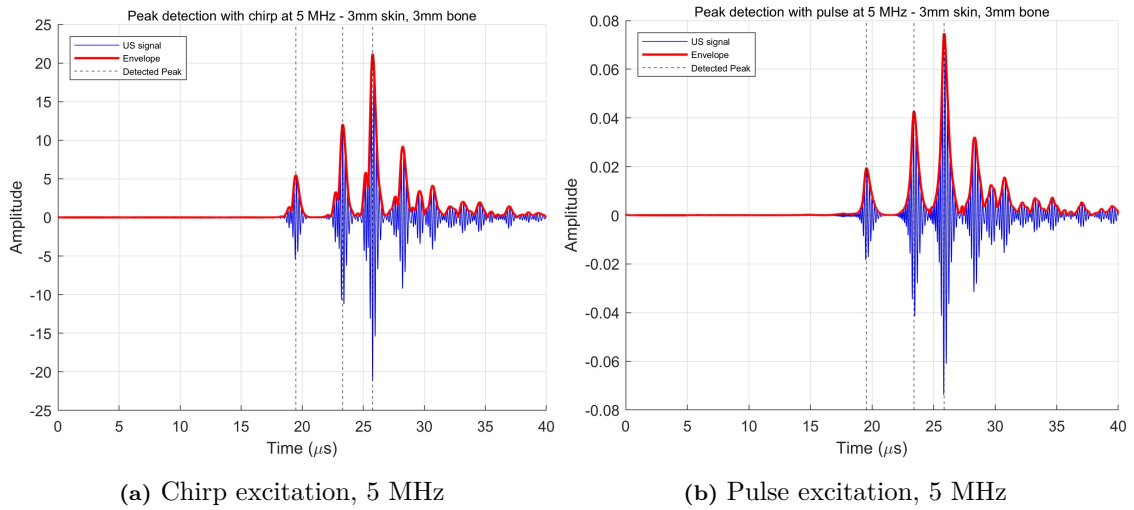 Peak detection with chirp at 5 MHz - 3mm skin, 3mm bone
25
20
15
10
5
0
-5
-10
-15
-20
-25
Amplitude
US signal
Envelope
Detected Peak
0 5 10 15 20 25 30 35 40
Time (μs)
(a) Chirp excitation, 5 MHz
Peak detection with pulse at 5 MHz - 3mm skin, 3mm bone
0.08
0.06
0.04
0.02
0
-0.02
-0.04
-0.06
-0.08
Amplitude
US signal
Envelope
Detected Peak
0 5 10 15 20 25 30 35 40
Time (μs)
(b) Pulse excitation, 5 MHz